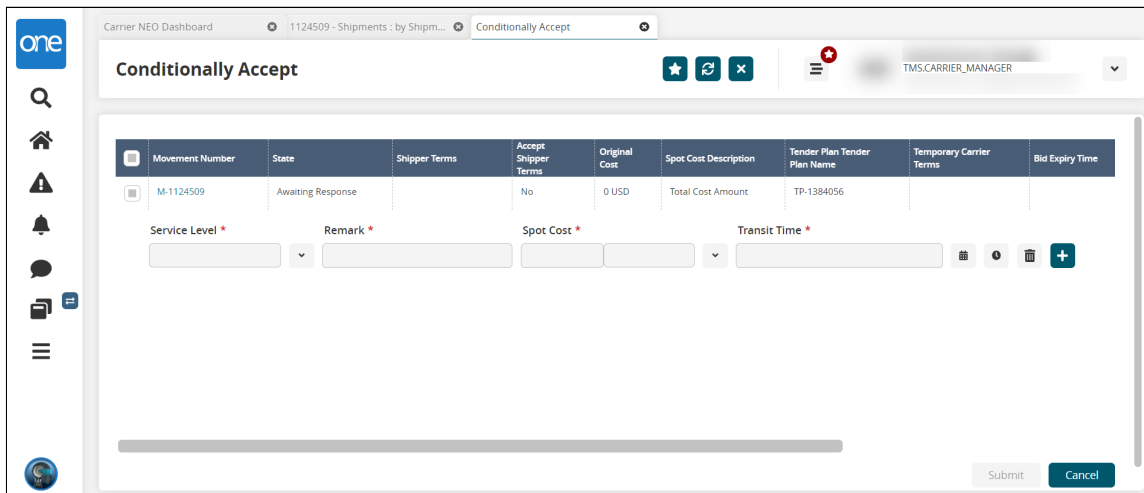 one
Carrier NEO Dashboard
1124509 - Shipments : by Shipm...
Conditionally Accept
Conditionally Accept
TMS.CARRIER_MANAGER
Movement Number
State
Shipper Terms
Accept
Shipper
Terms
Original
Cost
Spot Cost Description
Tender Plan Tender
Plan Name
Temporary Carrier
Terms
Bid Expiry Time
M-1124509
Awaiting Response
No
0 USD
Total Cost Amount
TP-1384056
Service Level *
Remark *
Spot Cost *
Transit Time *
Submit
Cancel